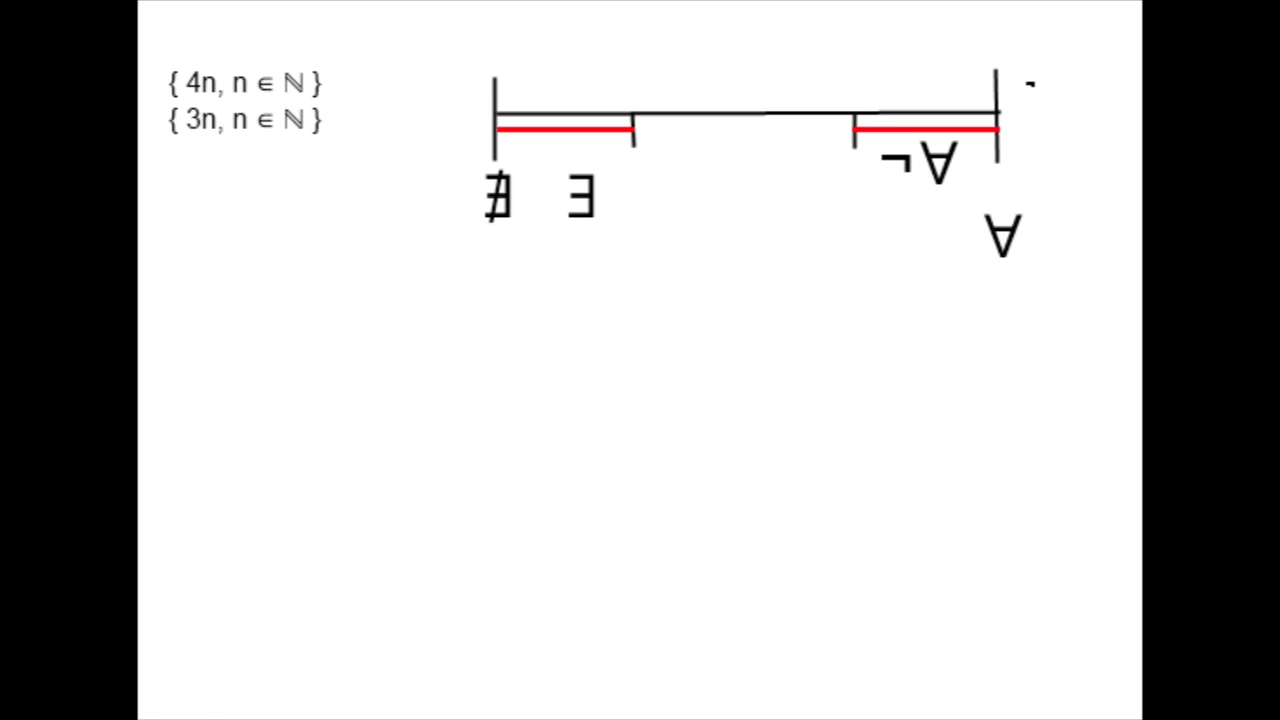 { 4n, n ∈ ℕ }
{ 3n, n ∈ ℕ }
¬
∄ ∃
¬ ∀
∀